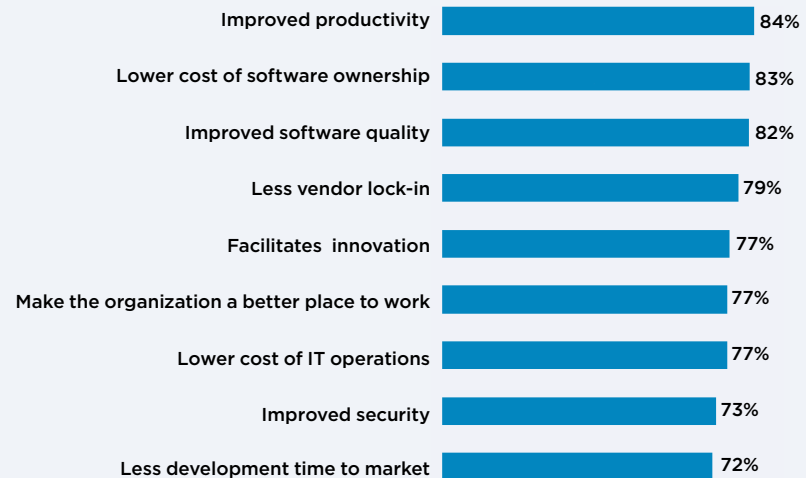 Improved productivity 84%
Lower cost of software ownership 83%
Improved software quality 82%
Less vendor lock-in 79%
Facilitates innovation 77%
Make the organization a better place to work 77%
Lower cost of IT operations 77%
Improved security 73%
Less development time to market 72%